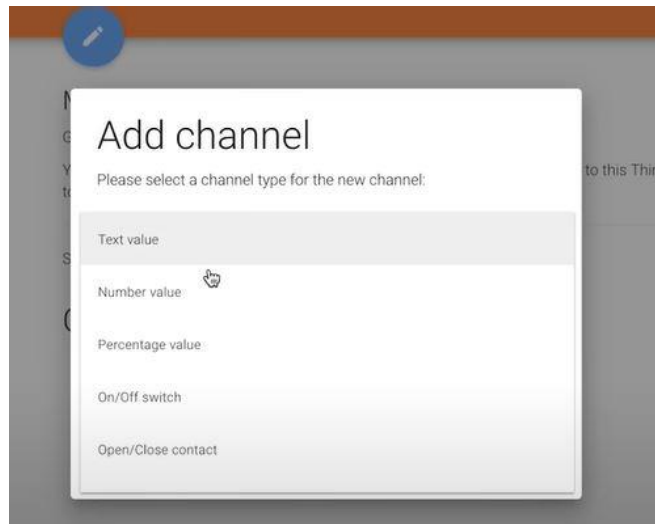 Add channel
Please select a channel type for the new channel:
to this Thin
Text value
Number value
Percentage value
On/Off switch
Open/Close contact